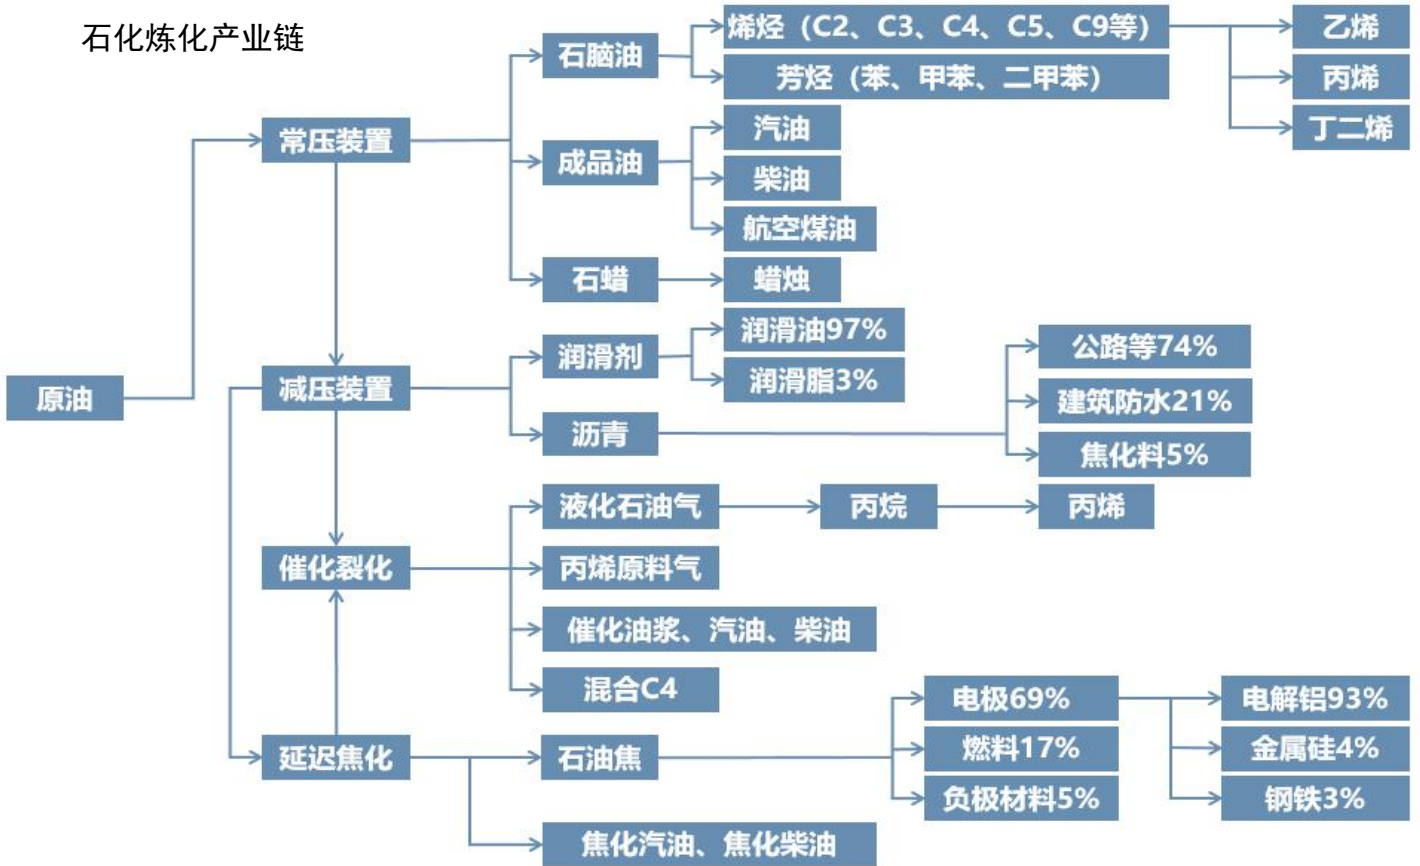 石化炼化产业链
原油
常压装置
减压装置
催化裂化
延迟焦化
石脑油
成品油
石蜡
润滑剂
沥青
液化石油气
丙烯原料气
催化油浆、汽油、柴油
混合C4
石油焦
焦化汽油、焦化柴油
烯烃（C2、C3、C4、C5、C9等）
芳烃（苯、甲苯、二甲苯）
汽油
柴油
航空煤油
蜡烛
润滑油97%
润滑脂3%
丙烷
丙烯
乙烯
丙烯
丁二烯
公路等74%
建筑防水21%
焦化料5%
电极69%
燃料17%
负极材料5%
电解铝93%
金属硅4%
钢铁3%